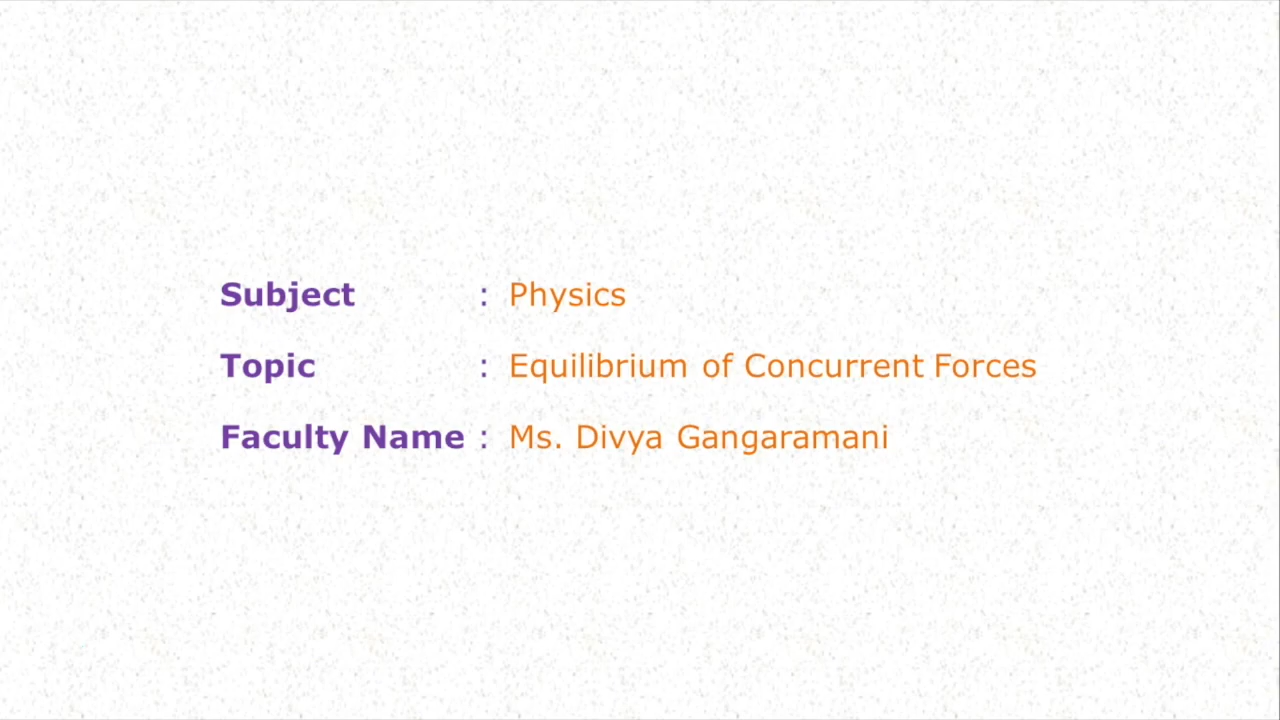 Subject : Physics
Topic : Equilibrium of Concurrent Forces
Faculty Name : Ms. Divya Gangaramani